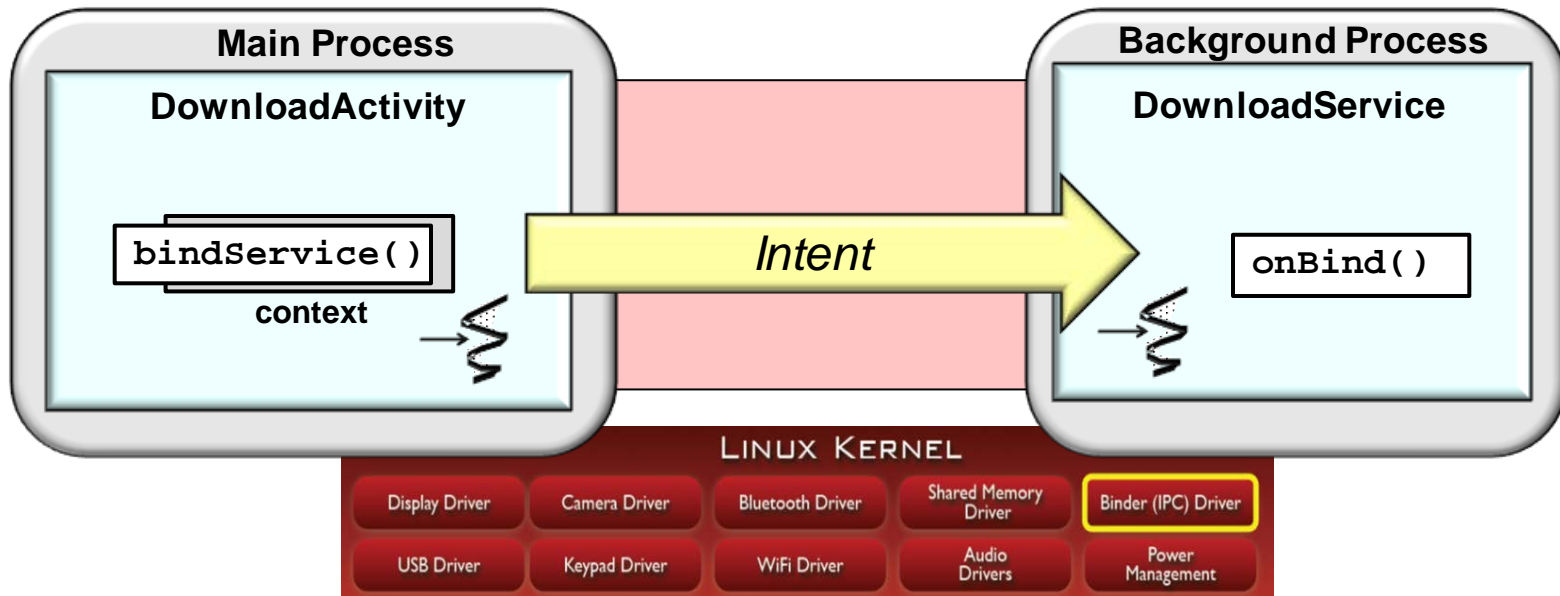 Main Process
DownloadActivity
bindService()
context
Intent
Background Process
DownloadService
onBind()
LINUX KERNEL
Display Driver
Camera Driver
Bluetooth Driver
Shared Memory
Driver
Binder (IPC) Driver
USB Driver
Keypad Driver
WiFi Driver
Audio
Drivers
Power
Management